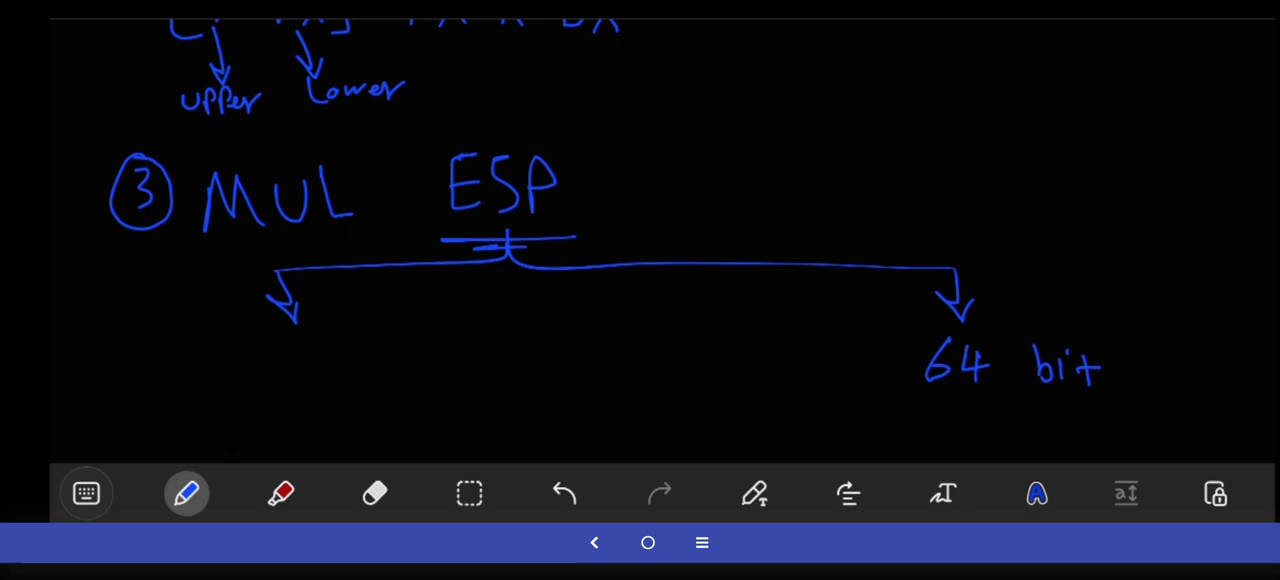 upper Lower
③ MUL ESP
64 bit